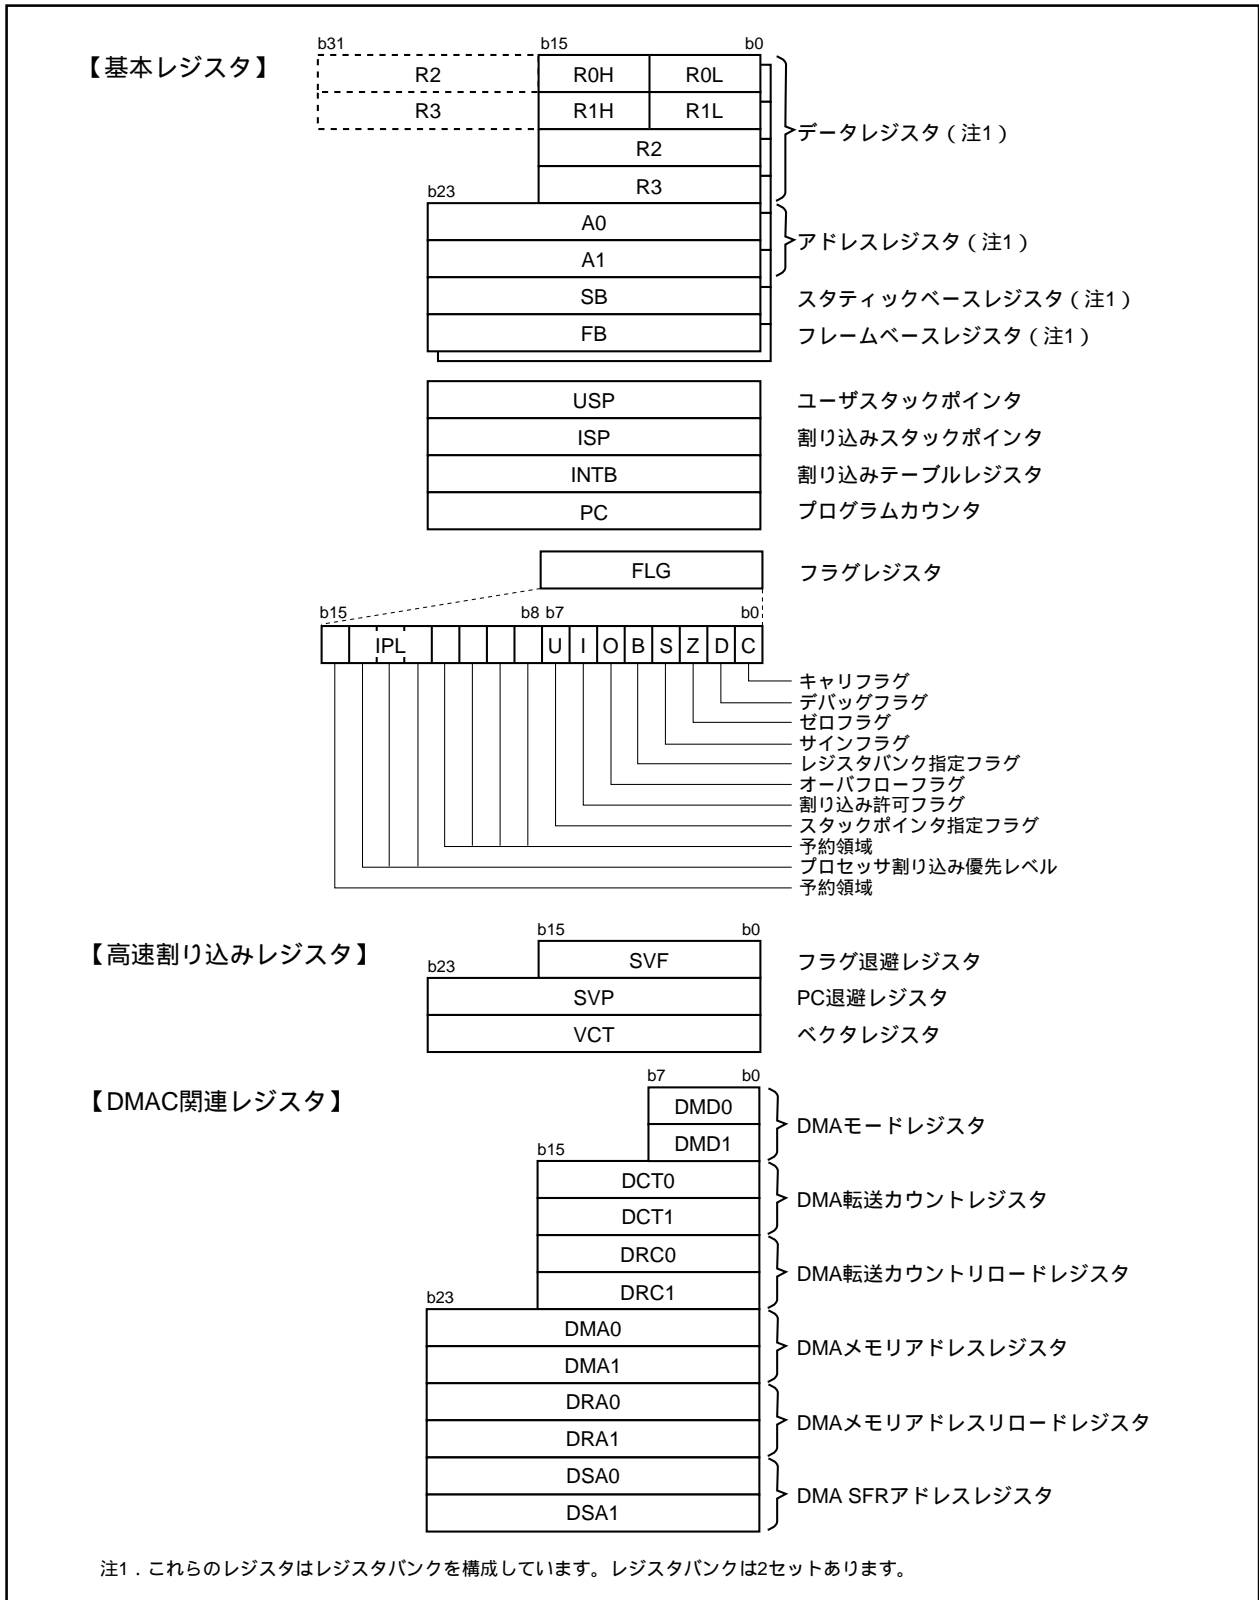 b31 b15 b0
【基本レジスタ】
R2 R0H R0L
R3 R1H R1L
データレジスタ（注1）
R2
R3
b23
A0
アドレスレジスタ（注1）
A1
SB スタティックベースレジスタ（注1）
FB フレームベースレジスタ（注1）
USP ユーザスタックポインタ
ISP 割り込みスタックポインタ
INTB 割り込みテーブルレジスタ
PC プログラムカウンタ
FLG フラグレジスタ
b15 b8 b7 b0
IPL U I O B S Z D C
キャリフラグ
デバッグフラグ
ゼロフラグ
サインフラグ
レジスタバンク指定フラグ
オーバフローフラグ
割り込み許可フラグ
スタックポインタ指定フラグ
予約領域
プロセッサ割り込み優先レベル
予約領域
b15 b0
【高速割り込みレジスタ】
SVF フラグ退避レジスタ
b23
SVP PC退避レジスタ
VCT ベクタレジスタ
b7 b0
【DMAC関連レジスタ】
DMD0
DMAモードレジスタ
DMD1
b15
DCT0
DMA転送カウントレジスタ
DCT1
DRC0
DMA転送カウントリロードレジスタ
DRC1
b23
DMA0
DMAメモリアドレスレジスタ
DMA1
DRA0
DMAメモリアドレスリロードレジスタ
DRA1
DSA0
DMA SFRアドレスレジスタ
DSA1
注1．これらのレジスタはレジスタバンクを構成しています。レジスタバンクは2セットあります。